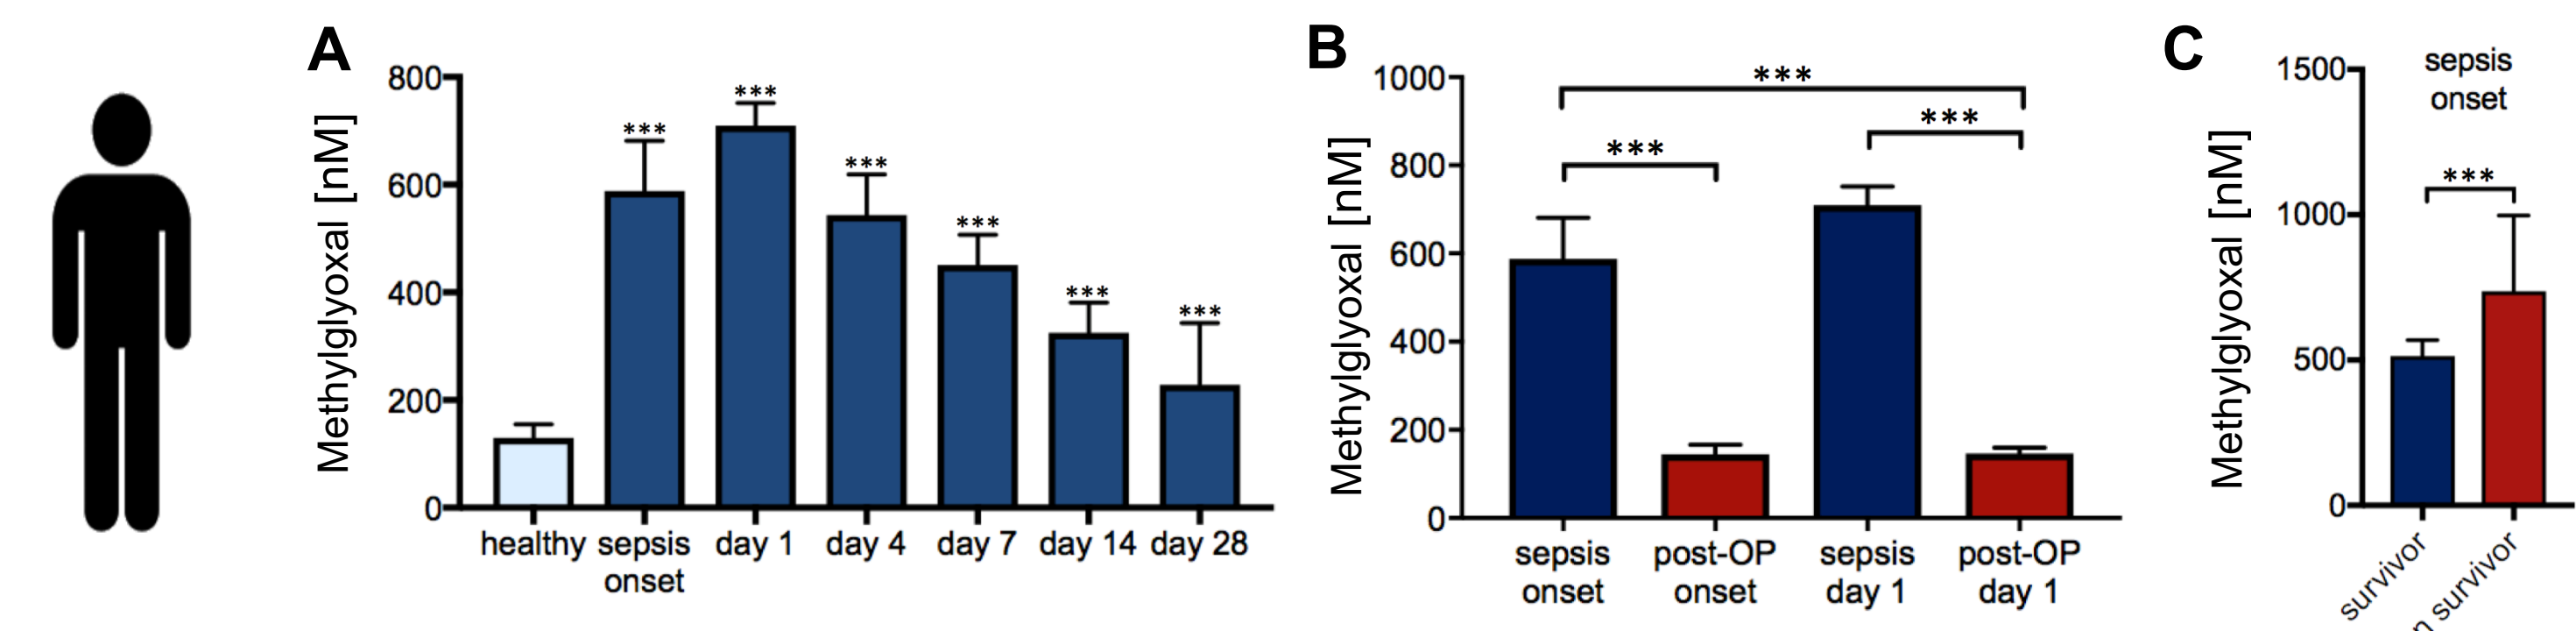 A
Methylglyoxal [nM]
800
600
400
200
0
***
***
***
***
***
***
healthy
sepsis
onset
day 1
day 4
day 7
day 14
day 28
B
Methylglyoxal [nM]
1000
800
600
400
200
0
***
***
***
sepsis
onset
post-OP
onset
sepsis
day 1
post-OP
day 1
C
Methylglyoxal [nM]
1500
1000
500
0
sepsis
onset
***
survivor
n survivor